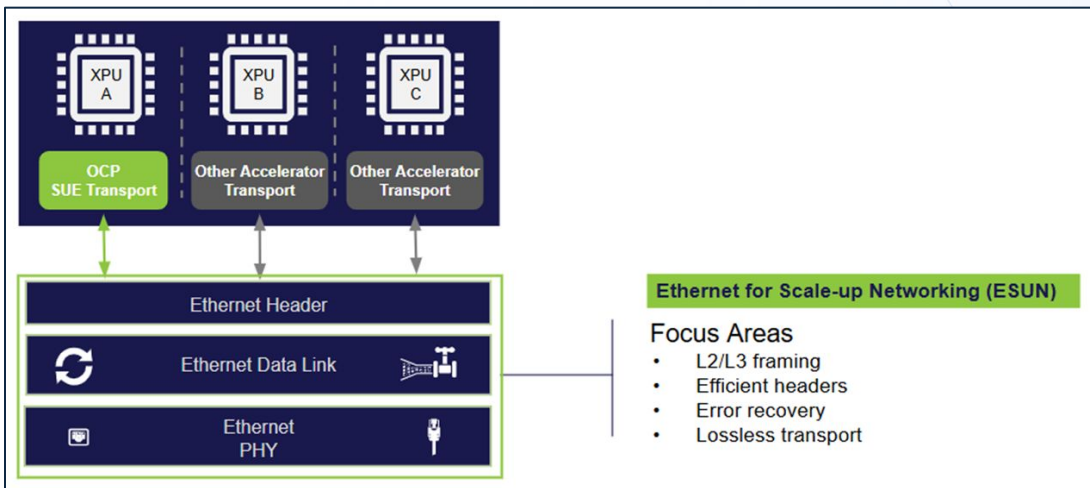 XPU
A
XPU
B
XPU
C
OCP
SUE Transport
Other Accelerator
Transport
Other Accelerator
Transport
Ethernet Header
Ethernet Data Link
Ethernet
PHY
Ethernet for Scale-up Networking (ESUN)
Focus Areas
• L2/L3 framing
• Efficient headers
• Error recovery
• Lossless transport